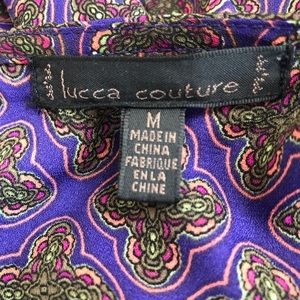 lucca couture
M
MADE IN
CHINA
FABRIQUE
EN LA
CHINE